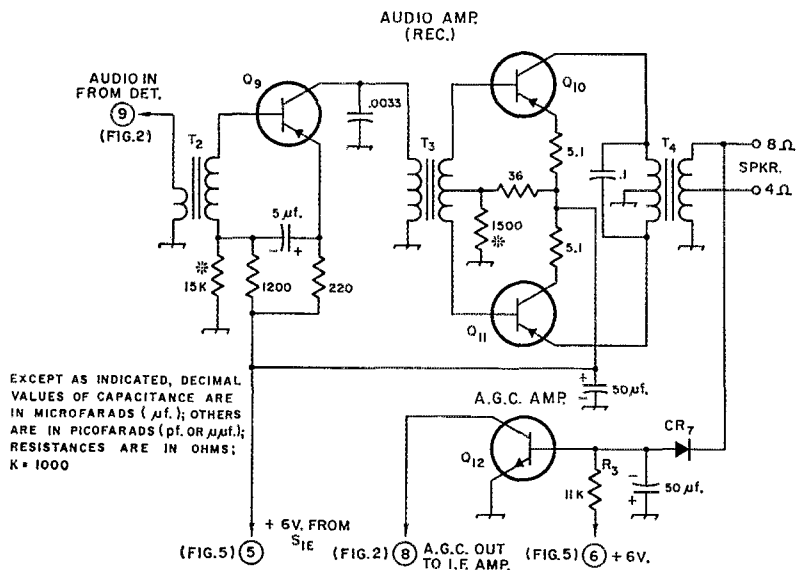 AUDIO AMP.
(REC.)
AUDIO IN
FROM DET.
9
(FIG.2)
Q9
.0033
Q10
T2
T3
5.1
36
.1
T4
8Ω
SPKR.
4Ω
5 µf.
-
+
1500
※
5.1
※
15K
1200
220
Q11
EXCEPT AS INDICATED, DECIMAL
VALUES OF CAPACITANCE ARE
IN MICROFARADS ( µf.); OTHERS
ARE IN PICOFARADS (pf. OR µµf.);
RESISTANCES ARE IN OHMS;
K = 1000
+
-
50 µf.
A.G.C. AMP.
CR7
Q12
R3
11K
-
+
50 µf.
+ 6V. FROM
S1E
(FIG.5) 5
(FIG.2) 8 A.G.C. OUT
TO I.F. AMP.
(FIG.5) 6 +6V.